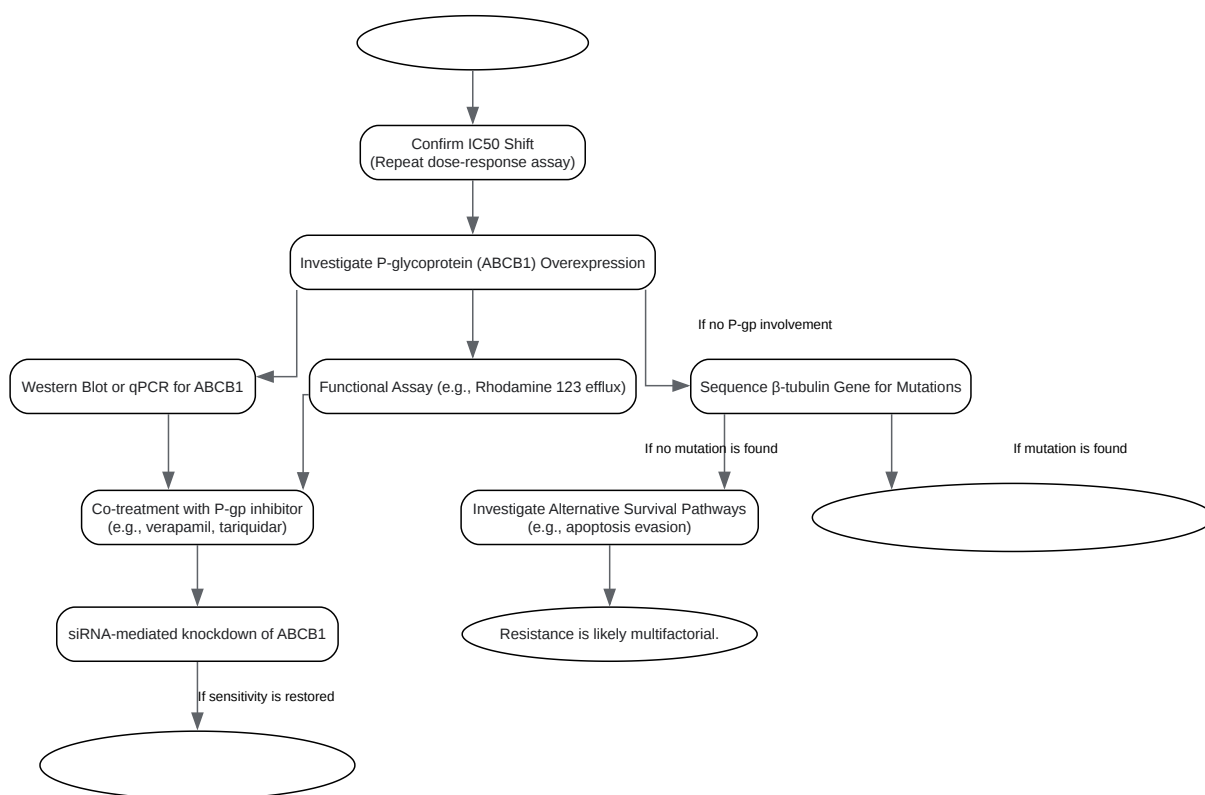 Confirm IC50 Shift
(Repeat dose-response assay)
Investigate P-glycoprotein (ABCB1) Overexpression
If no P-gp involvement
Western Blot or qPCR for ABCB1
Functional Assay (e.g., Rhodamine 123 efflux)
Sequence β-tubulin Gene for Mutations
If no mutation is found
If mutation is found
Co-treatment with P-gp inhibitor
(e.g., verapamil, tariquidar)
Investigate Alternative Survival Pathways
(e.g., apoptosis evasion)
siRNA-mediated knockdown of ABCB1
Resistance is likely multifactorial.
If sensitivity is restored